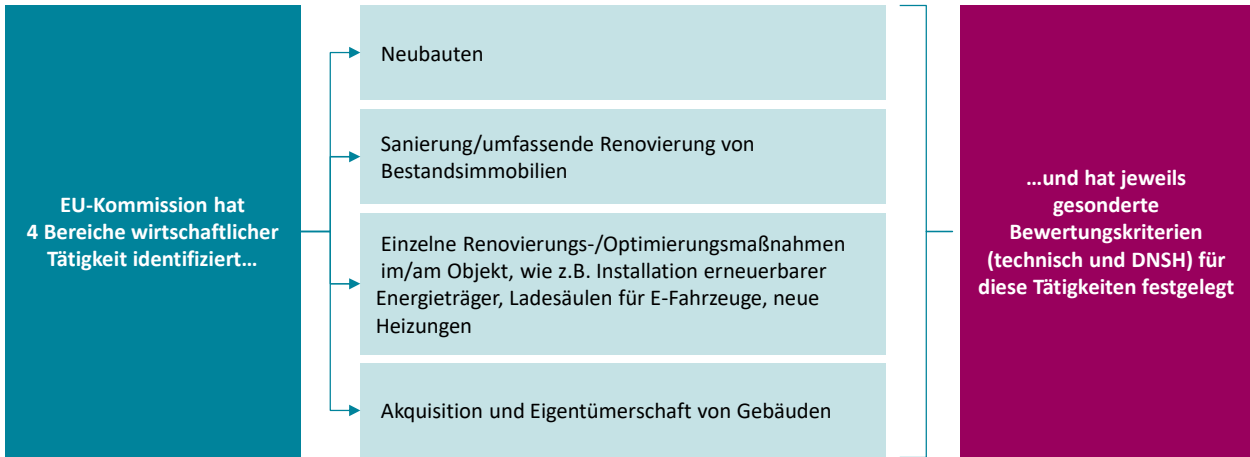 EU-Kommission hat
4 Bereiche wirtschaftlicher
Tätigkeit identifiziert…
Neubauten
Sanierung/umfassende Renovierung von
Bestandsimmobilien
Einzelne Renovierungs-/Optimierungsmaßnahmen
im/am Objekt, wie z.B. Installation erneuerbarer
Energieträger, Ladesäulen für E-Fahrzeuge, neue
Heizungen
Akquisition und Eigentümerschaft von Gebäuden
…und hat jeweils
gesonderte
Bewertungskriterien
(technisch und DNSH) für
diese Tätigkeiten festgelegt